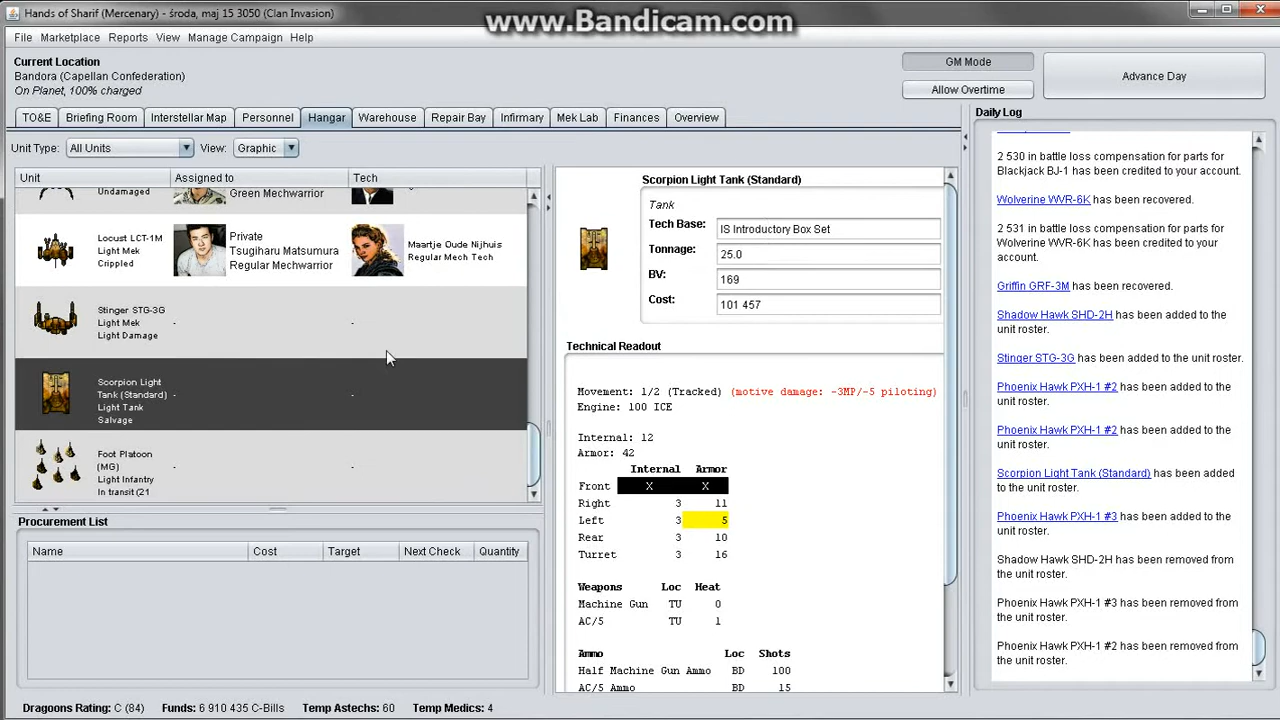 Hands of Sharif (Mercenary) - środa, maj 15 3050 (Clan Invasion)
www.Bandicam.com
File Marketplace Reports View Manage Campaign Help
Current Location
Bandora (Capellan Confederation)
On Planet, 100% charged
GM Mode
Allow Overtime
Advance Day
TO&E Briefing Room Interstellar Map Personnel Hangar Warehouse Repair Bay Infirmary Mek Lab Finances Overview
Unit Type: All Units View: Graphic
Unit Assigned to Tech
Undamaged
Green Mechwarrior
Locust LCT-1M
Light Mek
Crippled
Private
Tsugiharu Matsumura
Regular Mechwarrior
Maartje Oude Nijhuis
Regular Mech Tech
Stinger STG-3G
Light Mek
Light Damage
-
-
Scorpion Light
Tank (Standard)
Light Tank
Salvage
-
-
Foot Platoon
(MG)
Light Infantry
In transit (21
-
-
Procurement List
Name Cost Target Next Check Quantity
Scorpion Light Tank (Standard)
Tank
Tech Base: IS Introductory Box Set
Tonnage: 25.0
BV: 169
Cost: 101 457
Technical Readout
Movement: 1/2 (Tracked) (motive damage: -3MP/-5 piloting)
Engine: 100 ICE
Internal: 12
Armor: 42
Internal Armor
Front X X
Right 3 11
Left 3 5
Rear 3 10
Turret 3 16
Weapons Loc Heat
Machine Gun TU 0
AC/5 TU 1
Ammo Loc Shots
Half Machine Gun Ammo BD 100
AC/5 Ammo BD 15
Daily Log
2 530 in battle loss compensation for parts for
Blackjack BJ-1 has been credited to your account.
Wolverine WVR-6K has been recovered.
2 531 in battle loss compensation for parts for
Wolverine WVR-6K has been credited to your
account.
Griffin GRF-3M has been recovered.
Shadow Hawk SHD-2H has been added to the
unit roster.
Stinger STG-3G has been added to the unit roster.
Phoenix Hawk PXH-1 #2 has been added to the
unit roster.
Phoenix Hawk PXH-1 #2 has been added to the
unit roster.
Scorpion Light Tank (Standard) has been added
to the unit roster.
Phoenix Hawk PXH-1 #3 has been added to the
unit roster.
Shadow Hawk SHD-2H has been removed from
the unit roster.
Phoenix Hawk PXH-1 #3 has been removed from
the unit roster.
Phoenix Hawk PXH-1 #2 has been removed from
the unit roster.
Dragoons Rating: C (84) Funds: 6 910 435 C-Bills Temp Astechs: 60 Temp Medics: 4